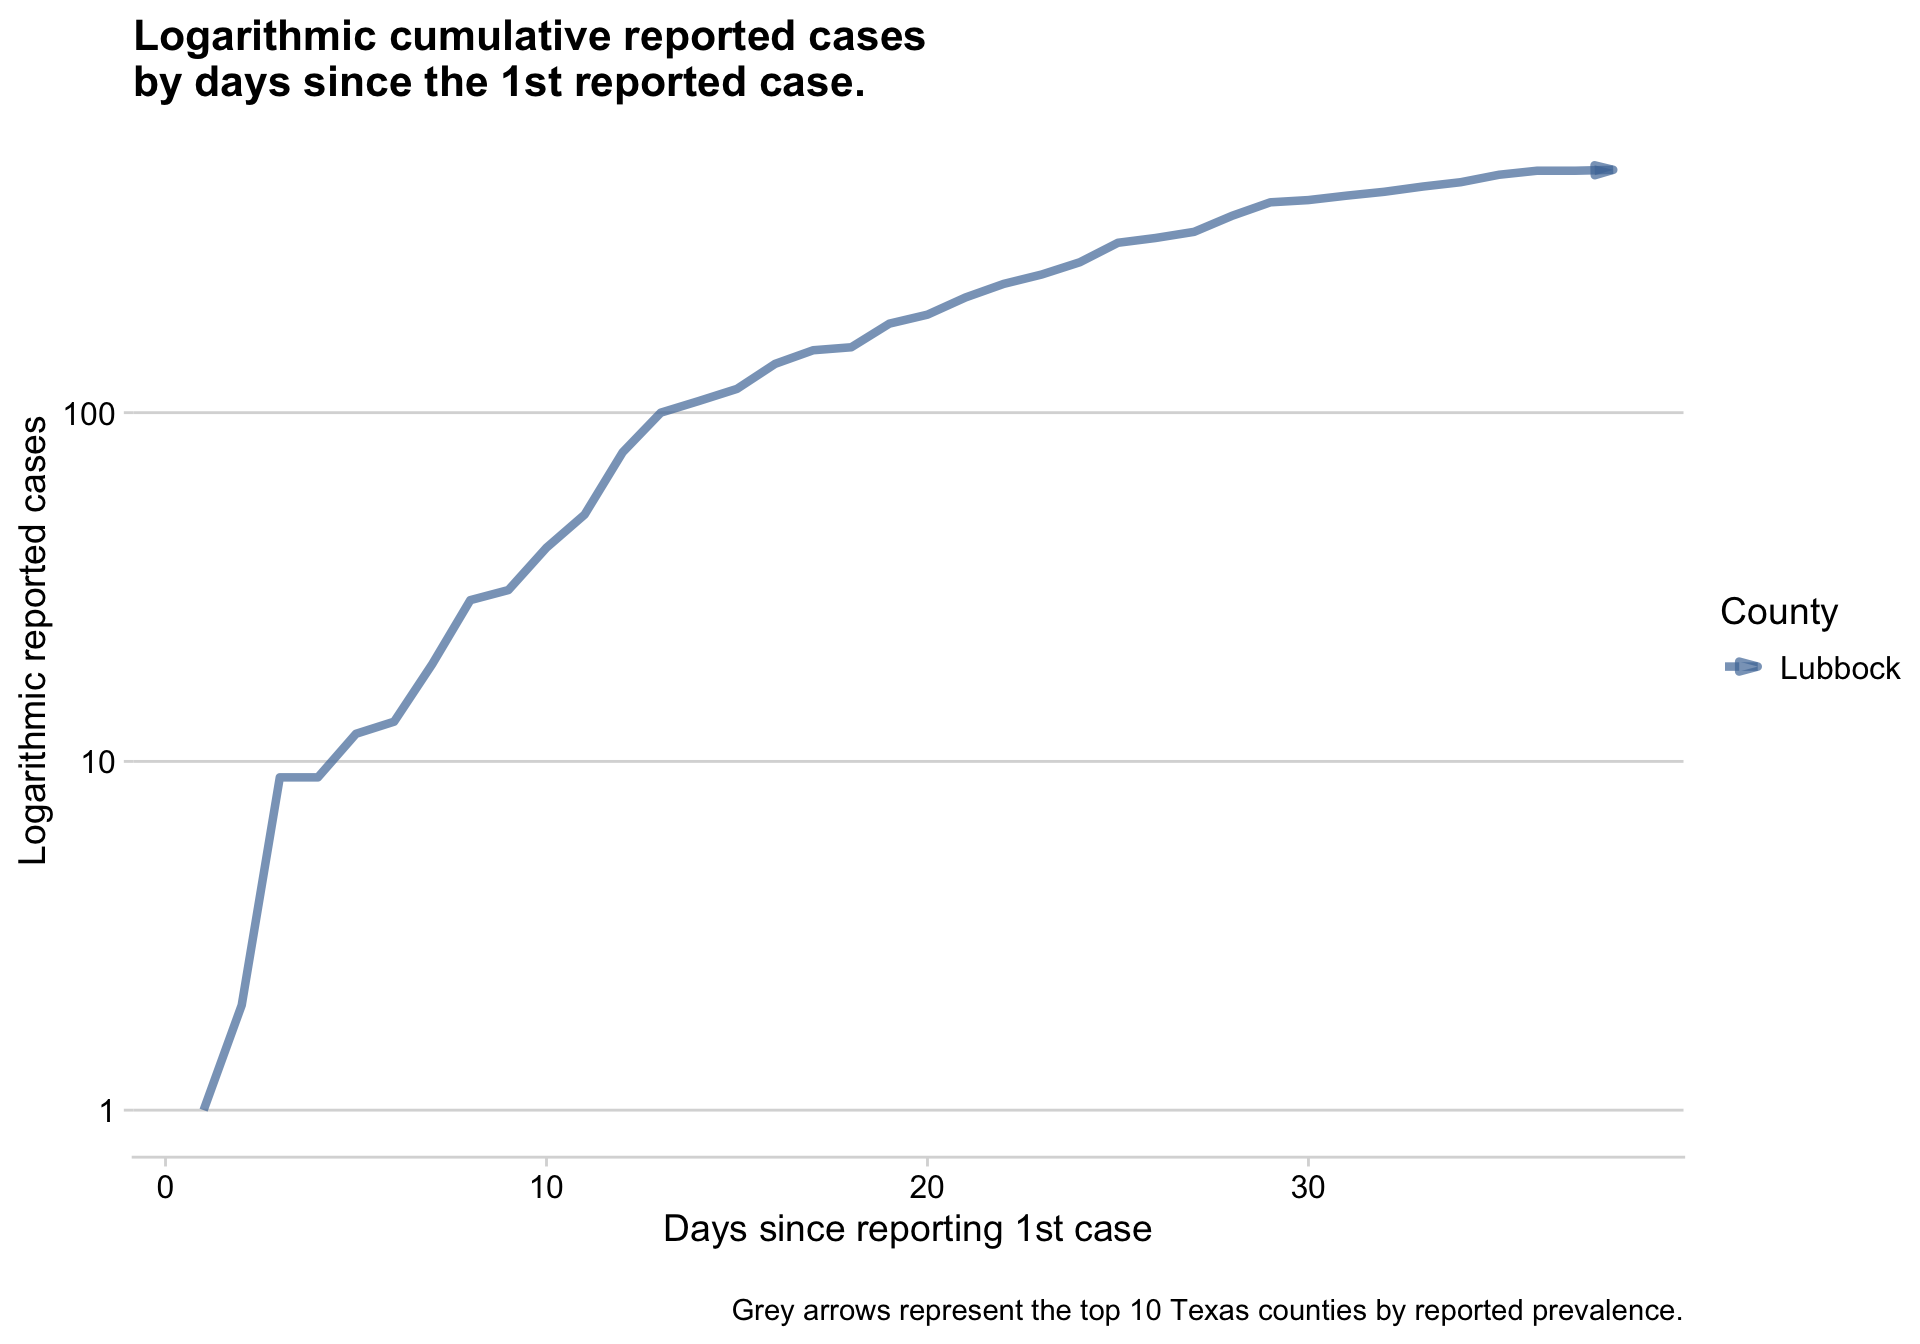 Logarithmic cumulative reported cases
by days since the 1st reported case.
Logarithmic reported cases
100
10
1
0
10
20
30
Days since reporting 1st case
County
Lubbock
Grey arrows represent the top 10 Texas counties by reported prevalence.